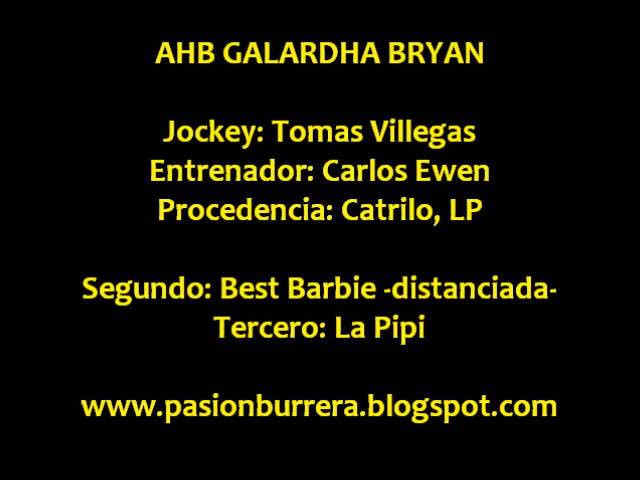 AHB GALARDHA BRYAN
Jockey: Tomas Villegas
Entrenador: Carlos Ewen
Procedencia: Catrilo, LP
Segundo: Best Barbie -distanciada-
Tercero: La Pipi
www.pasionburrera.blogspot.com